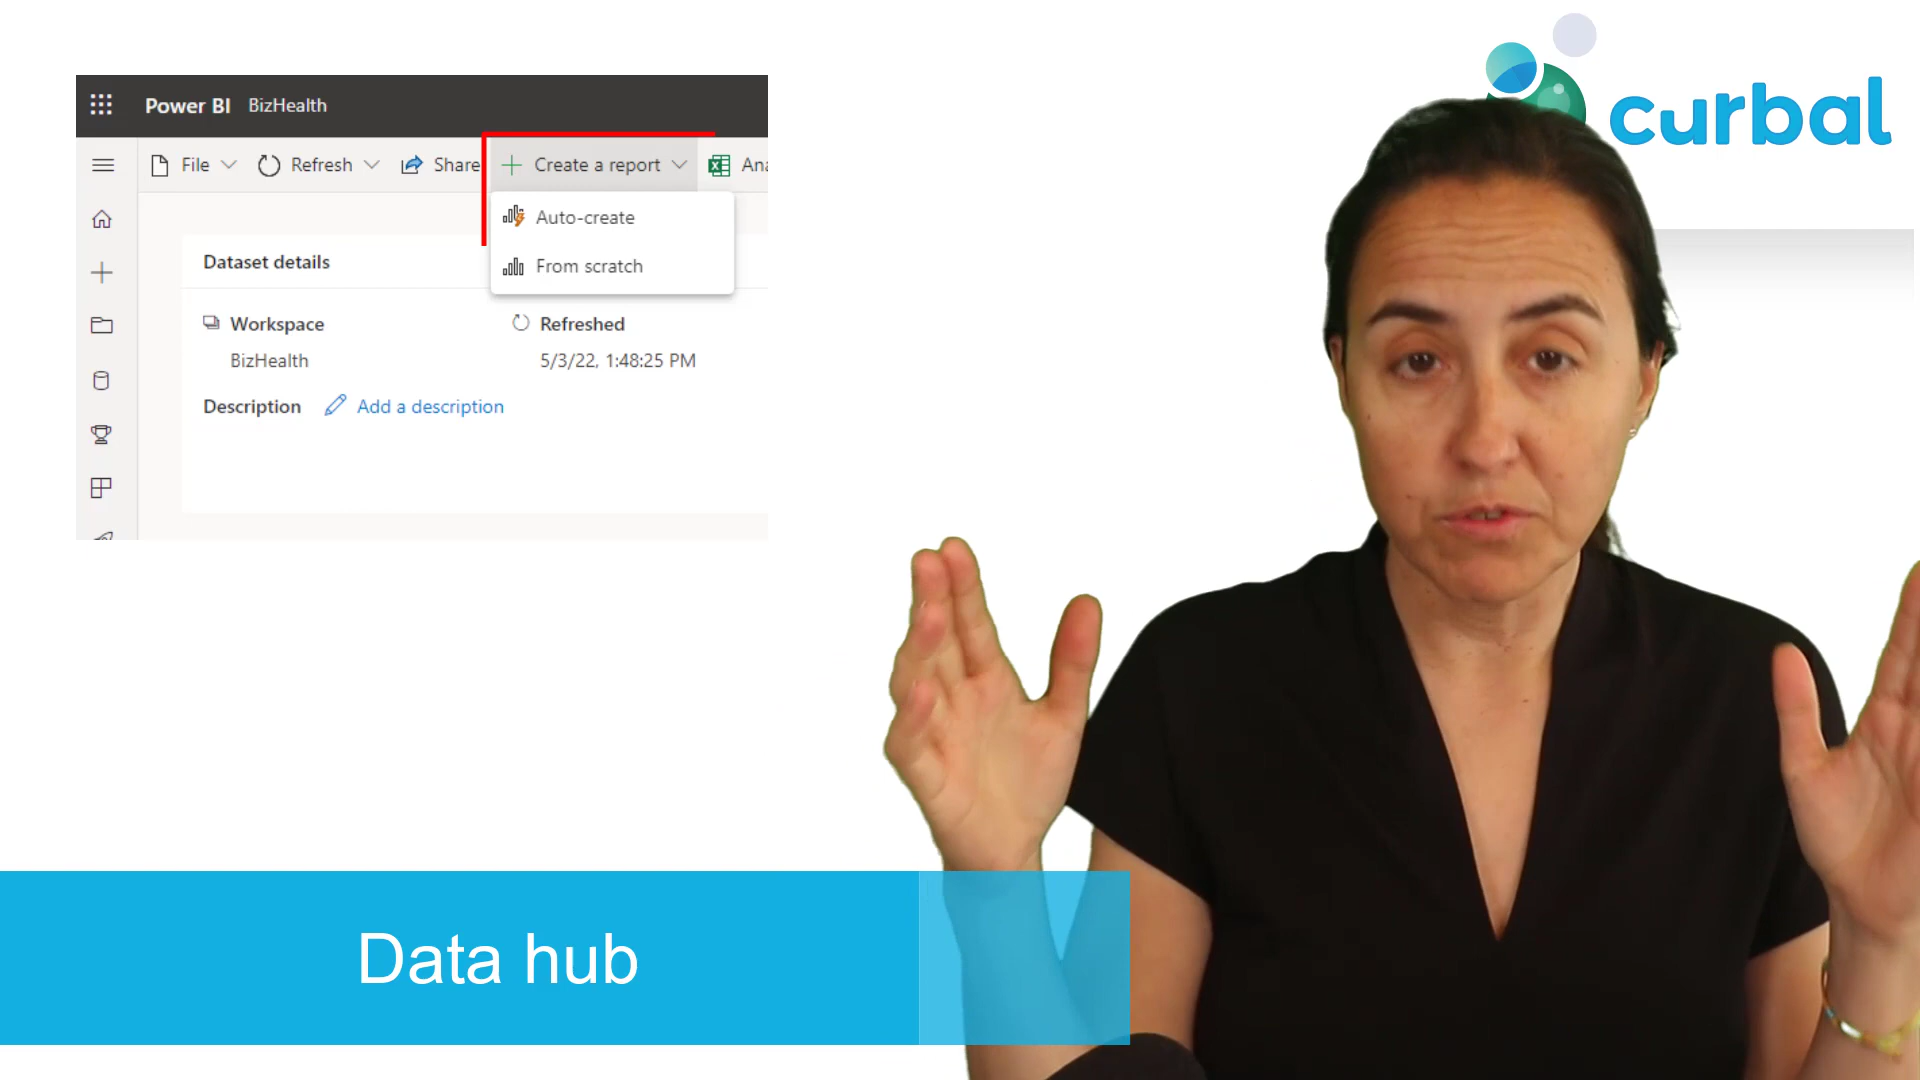 curbal
Power BI BizHealth
File Refresh Share Create a report
Auto-create
From scratch
Dataset details
Workspace Refreshed
BizHealth 5/3/22, 1:48:25 PM
Description Add a description
Data hub